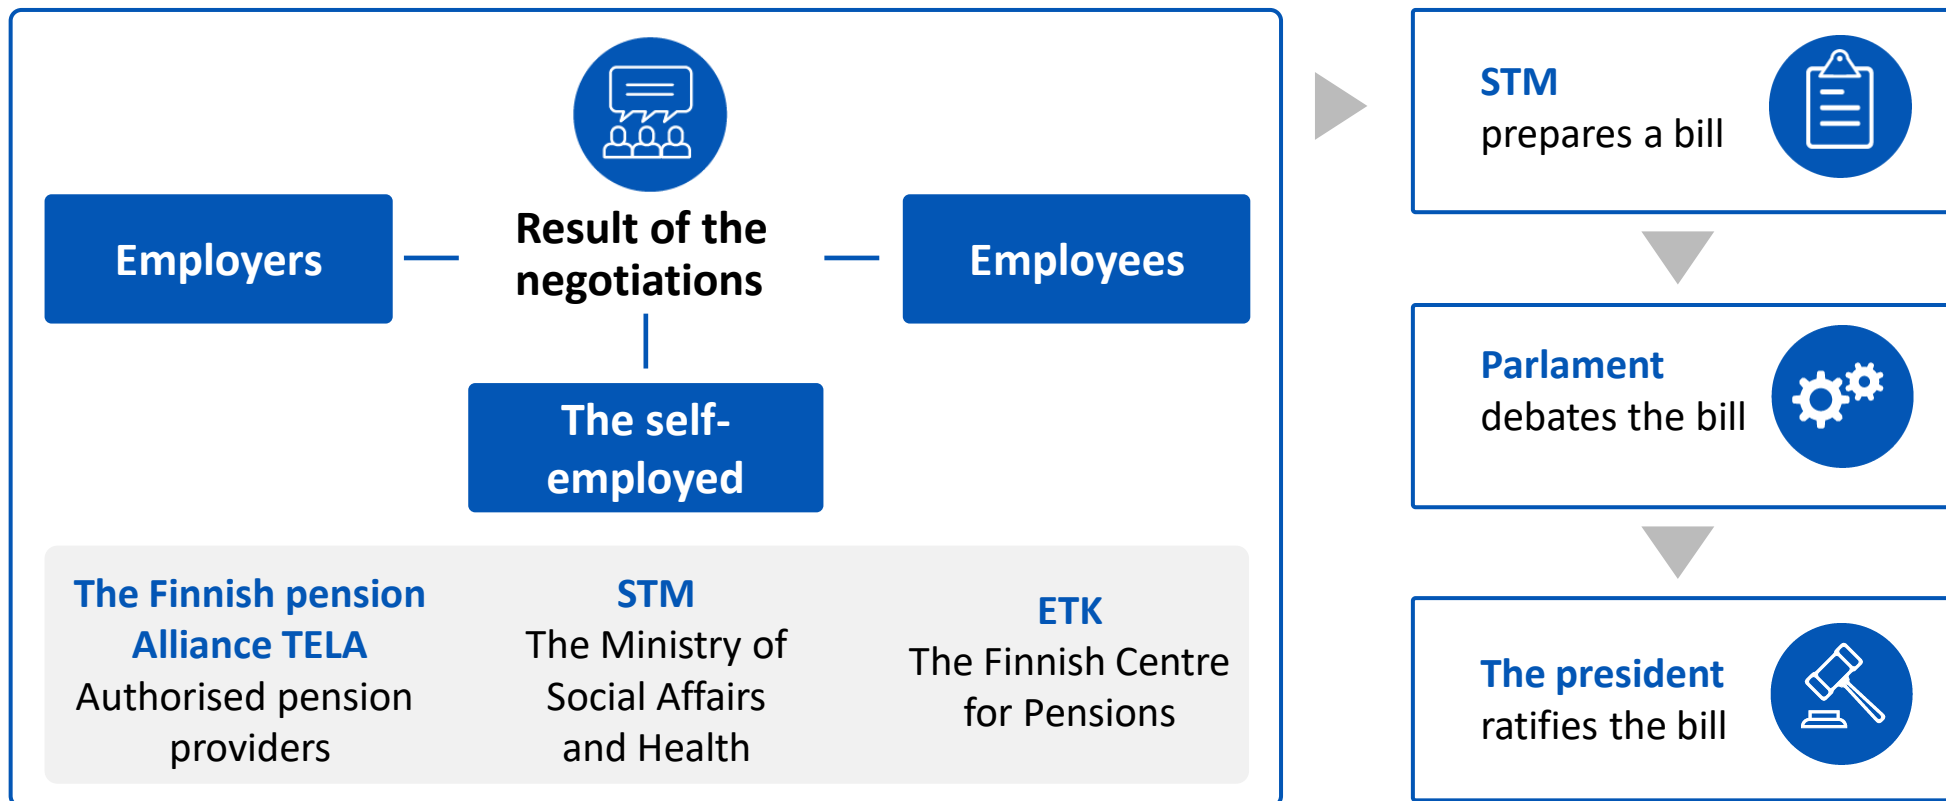 Result of the
negotiations
Employers
Employees
The self-
employed
The Finnish pension
Alliance TELA
Authorised pension
providers
STM
The Ministry of
Social Affairs
and Health
ETK
The Finnish Centre
for Pensions
STM
prepares a bill
Parlament
debates the bill
The president
ratifies the bill